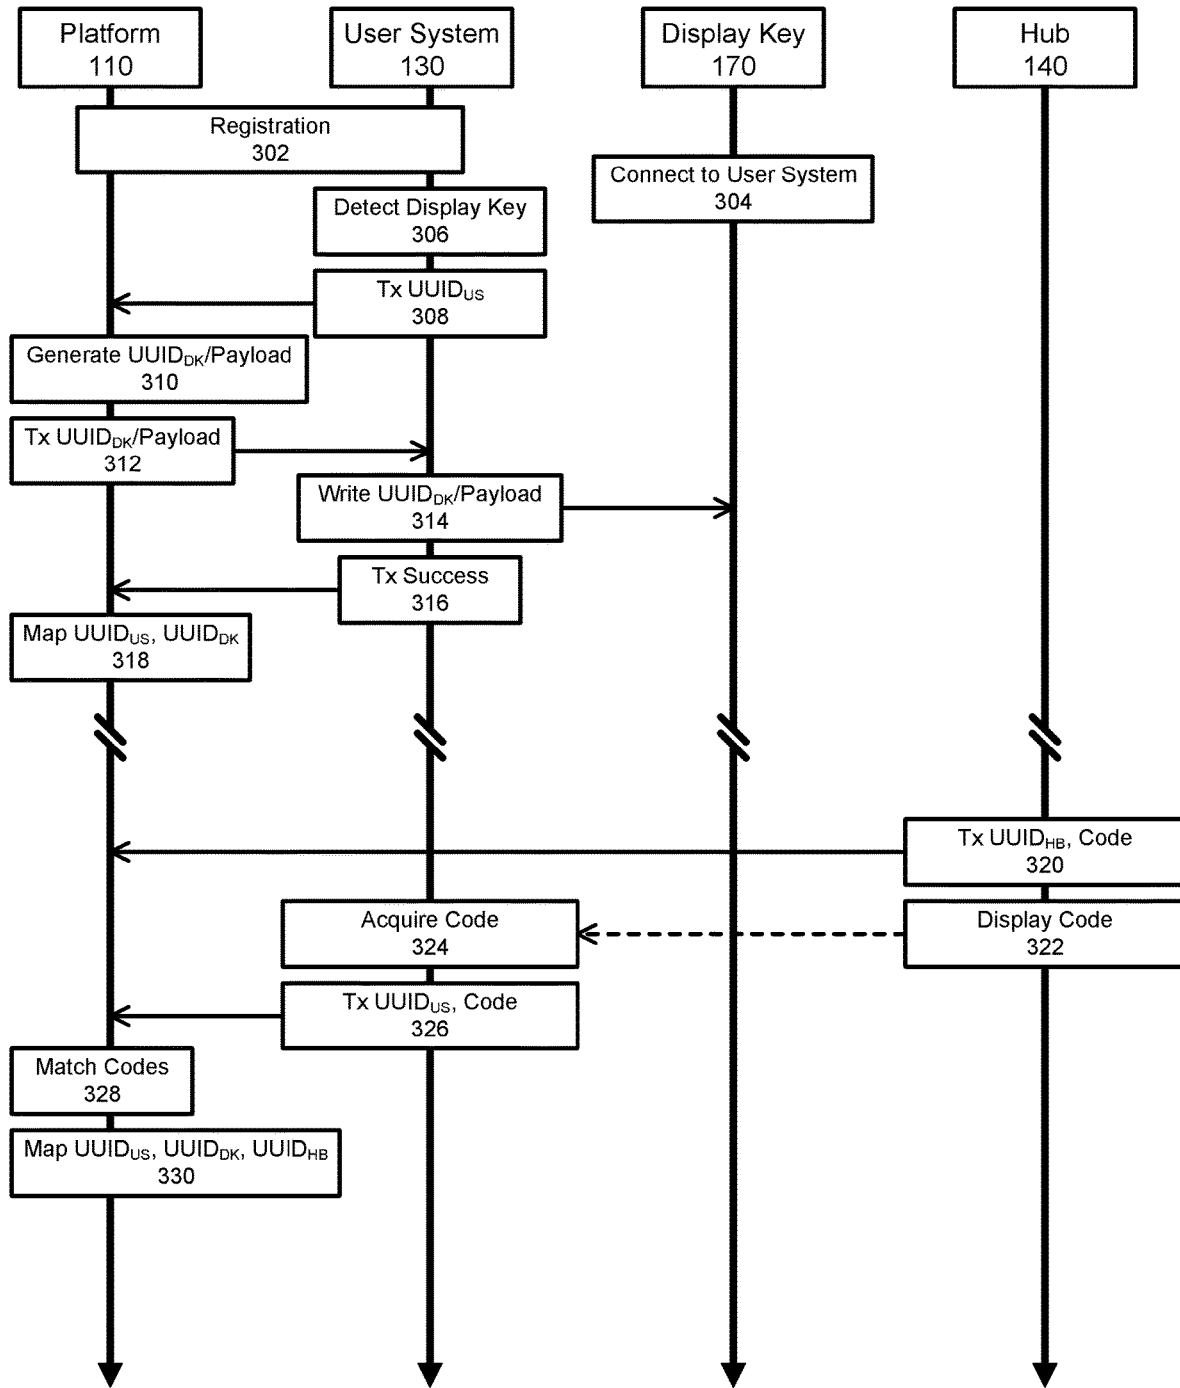 Platform
110
User System
130
Display Key
170
Hub
140
Registration
302
Connect to User System
304
Detect Display Key
306
Tx UUIDUS
308
Generate UUIDDK/Payload
310
Tx UUIDDK/Payload
312
Write UUIDDK/Payload
314
Tx Success
316
Map UUIDUS, UUIDDK
318
Tx UUIDHB, Code
320
Acquire Code
324
Display Code
322
Tx UUIDUS, Code
326
Match Codes
328
Map UUIDUS, UUIDDK, UUIDHB
330